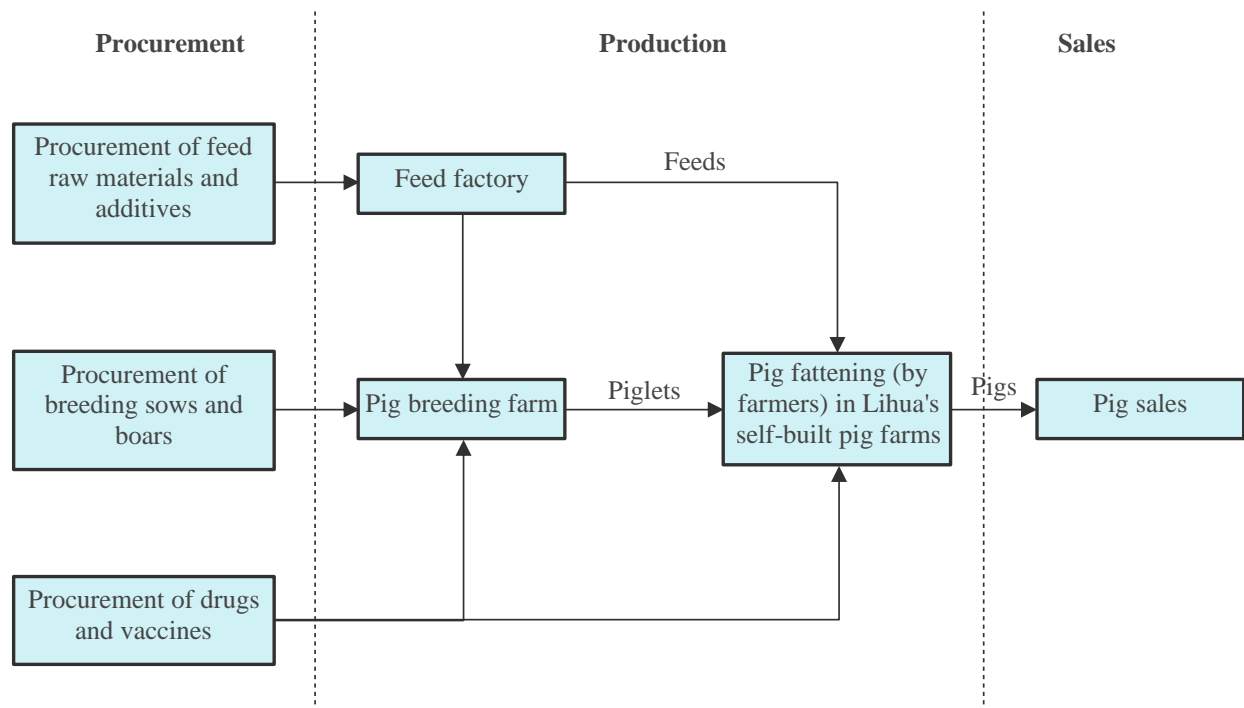 Procurement
Production
Sales
Procurement of feed
raw materials and
additives
Feed factory
Feeds
Procurement of
breeding sows and
boars
Pig breeding farm
Piglets
Pig fattening (by
farmers) in Lihua's
self-built pig farms
Pigs
Pig sales
Procurement of drugs
and vaccines